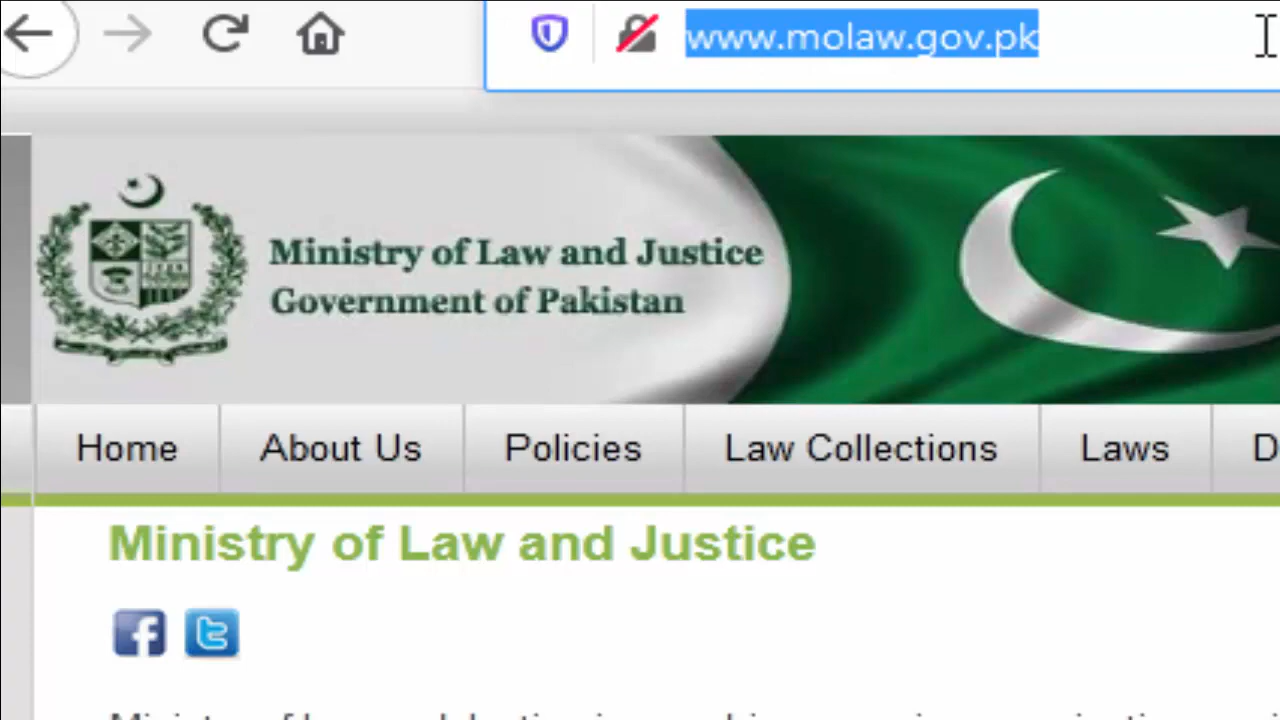 www.molaw.gov.pk
Ministry of Law and Justice
Government of Pakistan
Home About Us Policies Law Collections Laws D
Ministry of Law and Justice